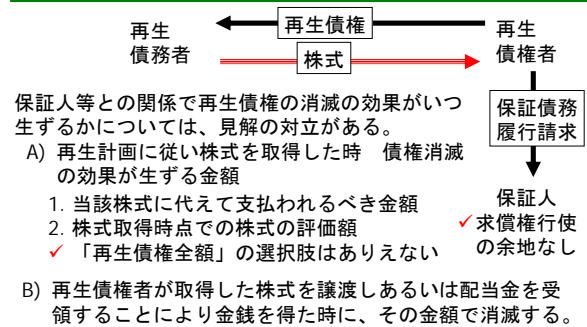 再生債権
再生
債務者
再生
債権者
株式
保証人等との関係で再生債権の消滅の効果がいつ
生ずるかについては、見解の対立がある。
A) 再生計画に従い株式を取得した時　債権消滅
の効果が生ずる金額
1. 当該株式に代えて支払われるべき金額
2. 株式取得時点での株式の評価額
✓ 「再生債権全額」の選択肢はありえない
保証債務
履行請求
保証人
✓求償権行使
の余地なし
B) 再生債権者が取得した株式を譲渡しあるいは配当金を受
領することにより金銭を得た時に、その金額で消滅する。